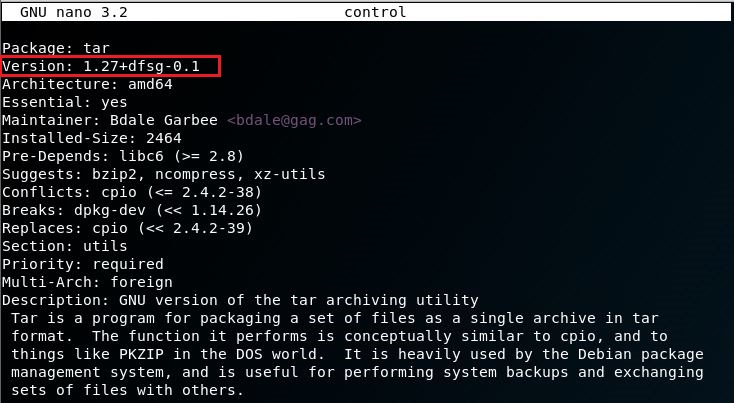 GNU nano 3.2 control
Package: tar
Version: 1.27+dfsg-0.1
Architecture: amd64
Essential: yes
Maintainer: Bdale Garbee <bdale@gag.com>
Installed-Size: 2464
Pre-Depends: libc6 (>= 2.8)
Suggests: bzip2, ncompress, xz-utils
Conflicts: cpio (<= 2.4.2-38)
Breaks: dpkg-dev (<< 1.14.26)
Replaces: cpio (<< 2.4.2-39)
Section: utils
Priority: required
Multi-Arch: foreign
Description: GNU version of the tar archiving utility
Tar is a program for packaging a set of files as a single archive in tar
format.  The function it performs is conceptually similar to cpio, and to
things like PKZIP in the DOS world.  It is heavily used by the Debian package
management system, and is useful for performing system backups and exchanging
sets of files with others.